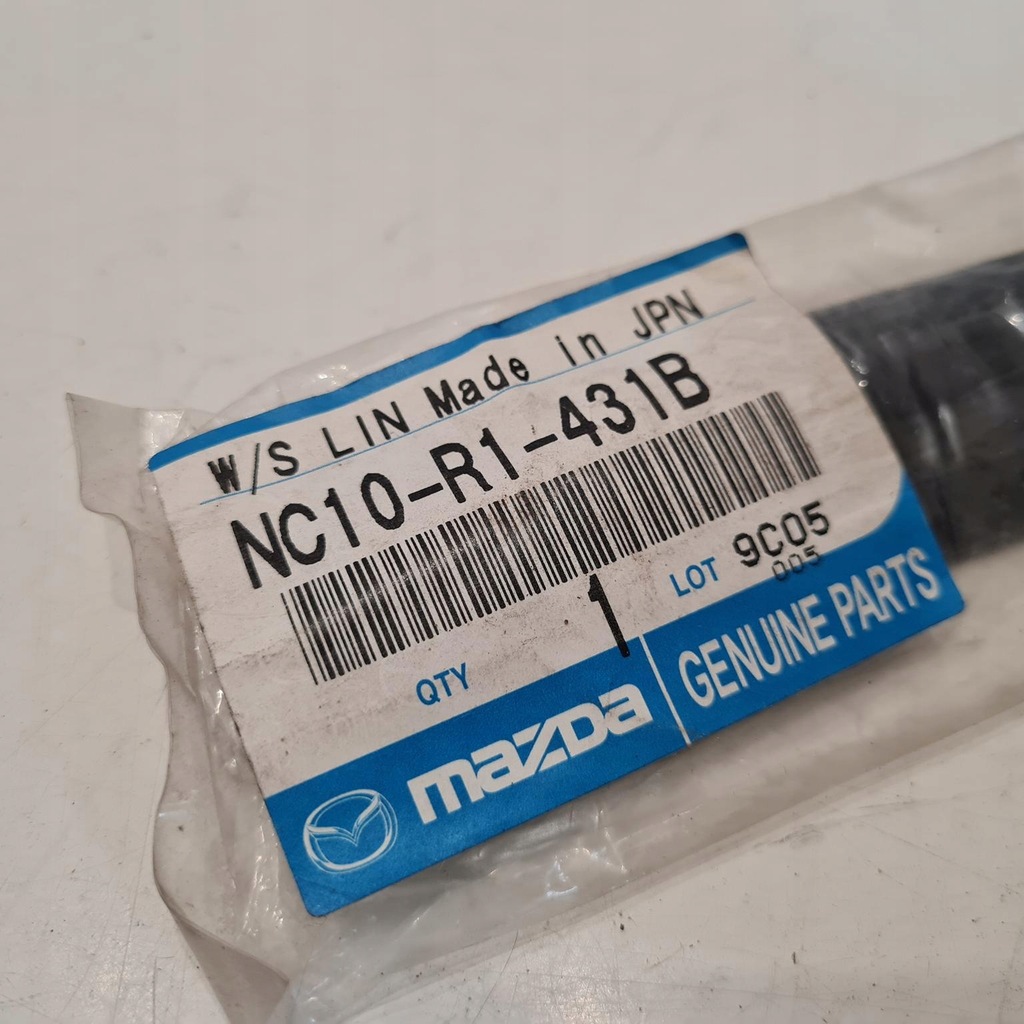 W/S LIN Made in JPN
NC10-R1-431B
QTY 1 LOT 9C05
005
mazda GENUINE PARTS